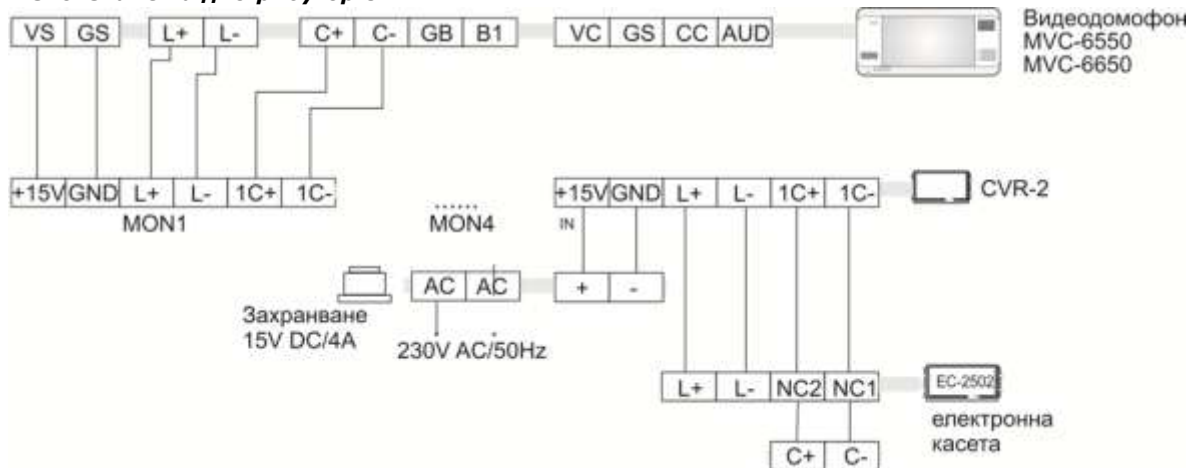 VS GS L+ L- C+ C- GB B1 VC GS CC AUD
Видеодомофон
MVC-6550
MVC-6650
+15V GND L+ L- 1C+ 1C-
MON1
MON4
+15V GND L+ L- 1C+ 1C-
IN
CVR-2
AC AC
+ -
Захранване
15V DC/4A
230V AC/50Hz
L+ L- NC2 NC1
EC-2502
електронна
касета
C+ C-